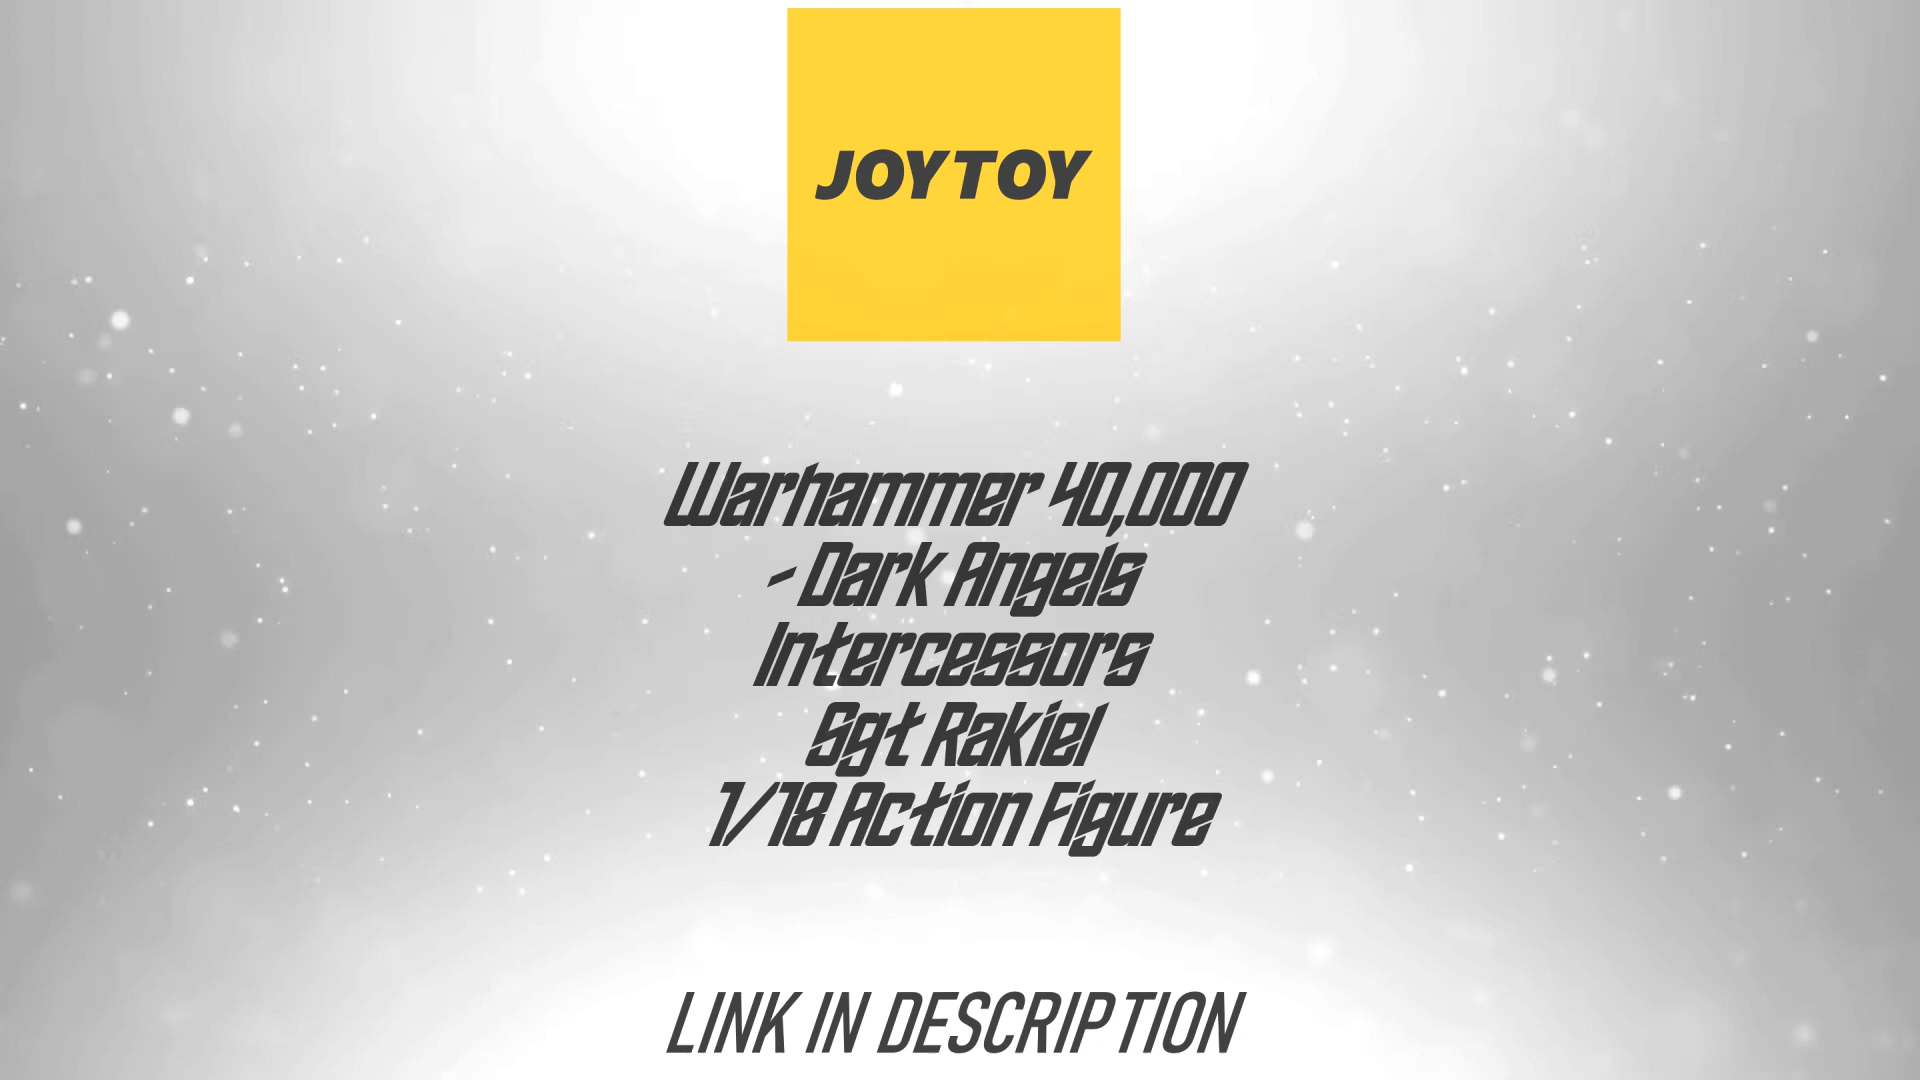 JOYTOY
Warhammer 40,000
- Dark Angels
Intercessors
Sgt Rakiel
1/18 Action Figure
LINK IN DESCRIPTION